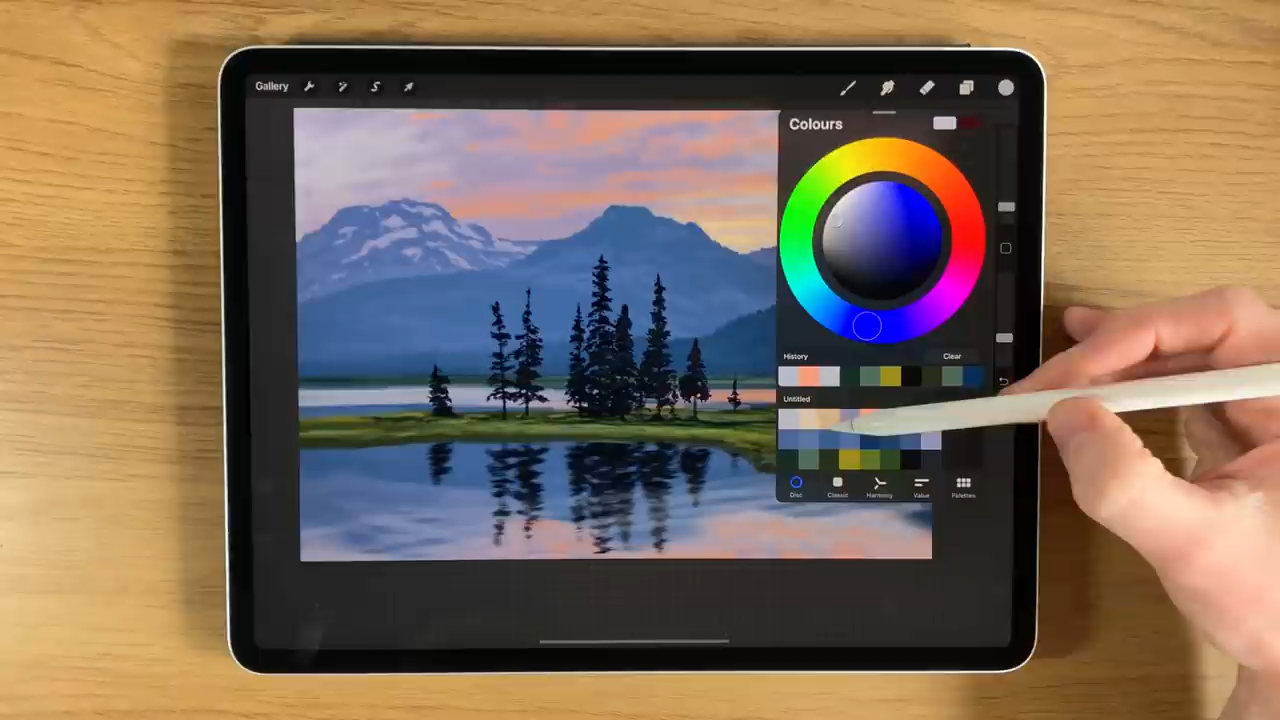 Gallery
Colours
History Clear
Untitled
Disc Classic Harmony Value Palettes